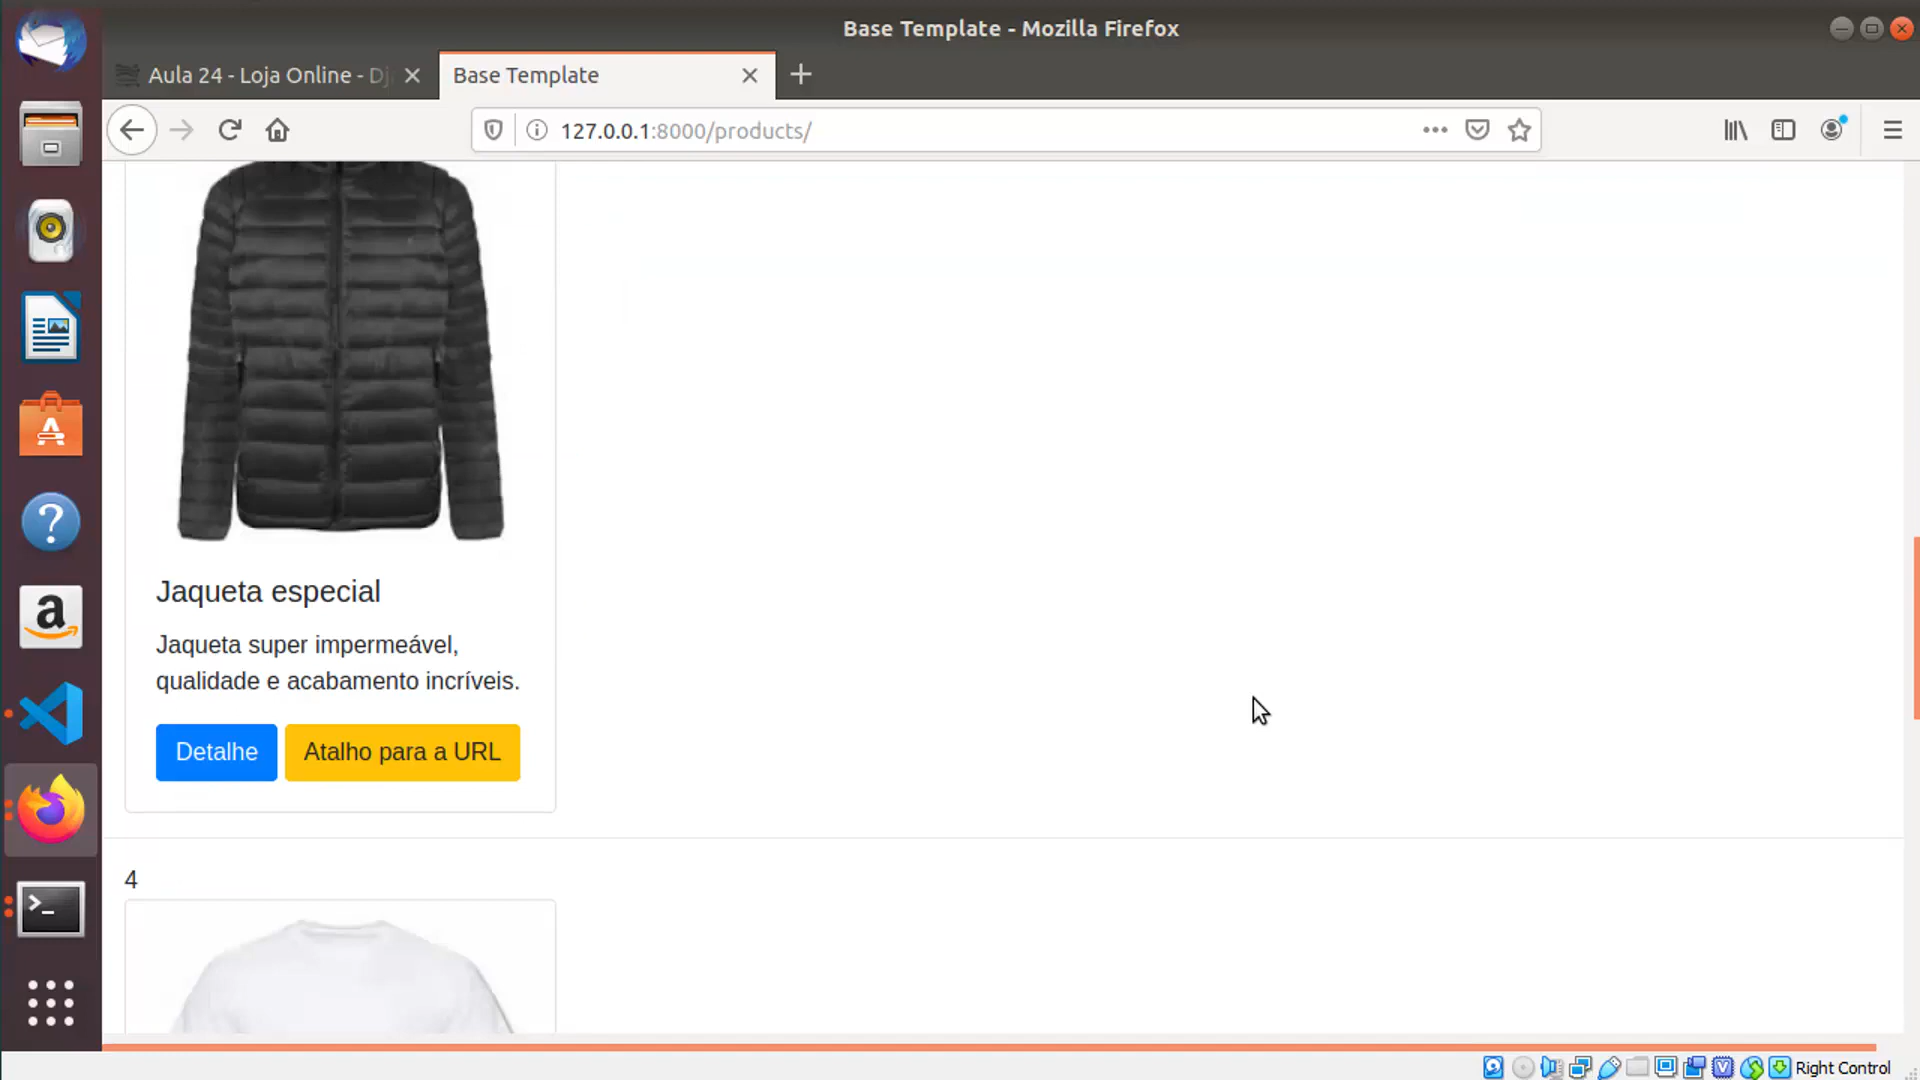 Base Template - Mozilla Firefox
Aula 24 - Loja Online - Dj
Base Template
127.0.0.1:8000/products/
Jaqueta especial
Jaqueta super impermeável,
qualidade e acabamento incríveis.
Detalhe
Atalho para a URL
4
Right Control